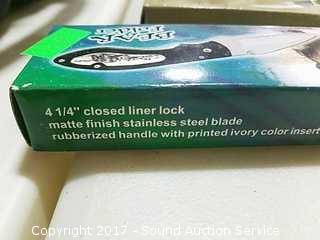 4 1/4" closed liner lock
matte finish stainless steel blade
rubberized handle with printed ivory color insert
Copyright 2017 - Sound Auction Service